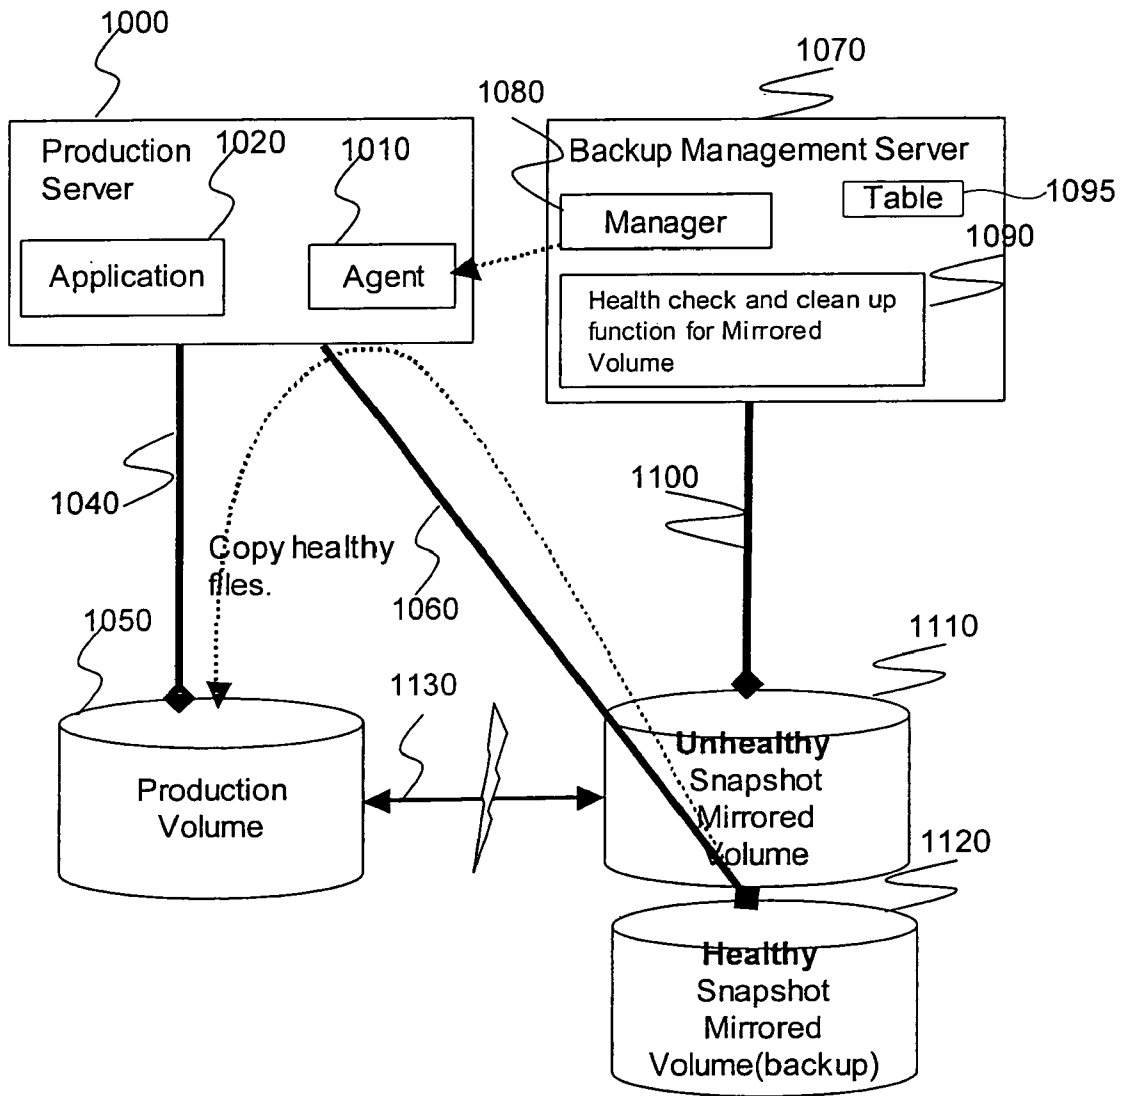 1000
1070
1080
Production
Server
1020
1010
Backup Management Server
Table
1095
Manager
1090
Application
Agent
Health check and clean up
function for Mirrored
Volume
1040
1100
Copy healthy
files.
1060
1050
1110
1130
Unhealthy
Snapshot
Mirrored
Volume
Production
Volume
1120
Healthy
Snapshot
Mirrored
Volume(backup)